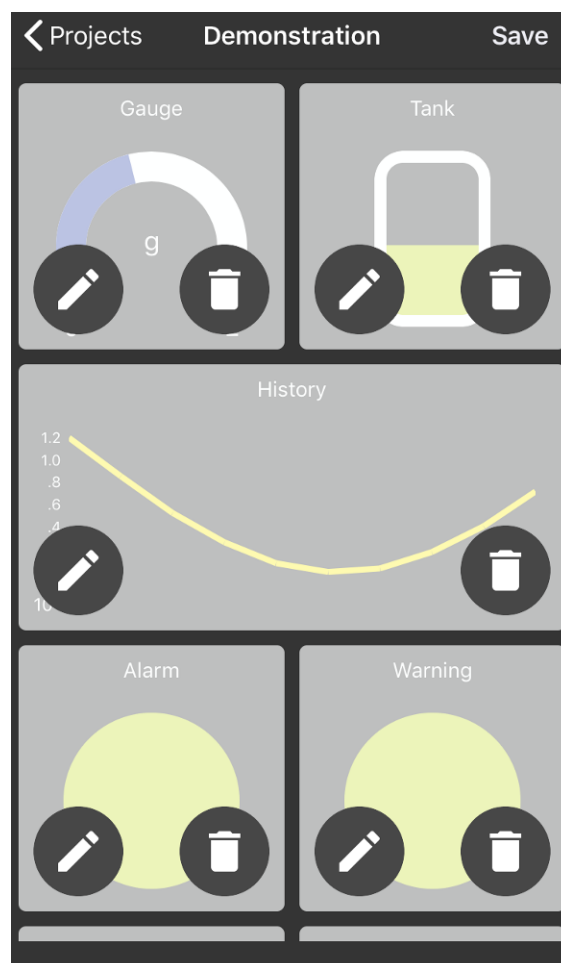 Projects Demonstration Save
Gauge Tank
g
History
1.2
1.0
.8
.6
.4
Alarm Warning